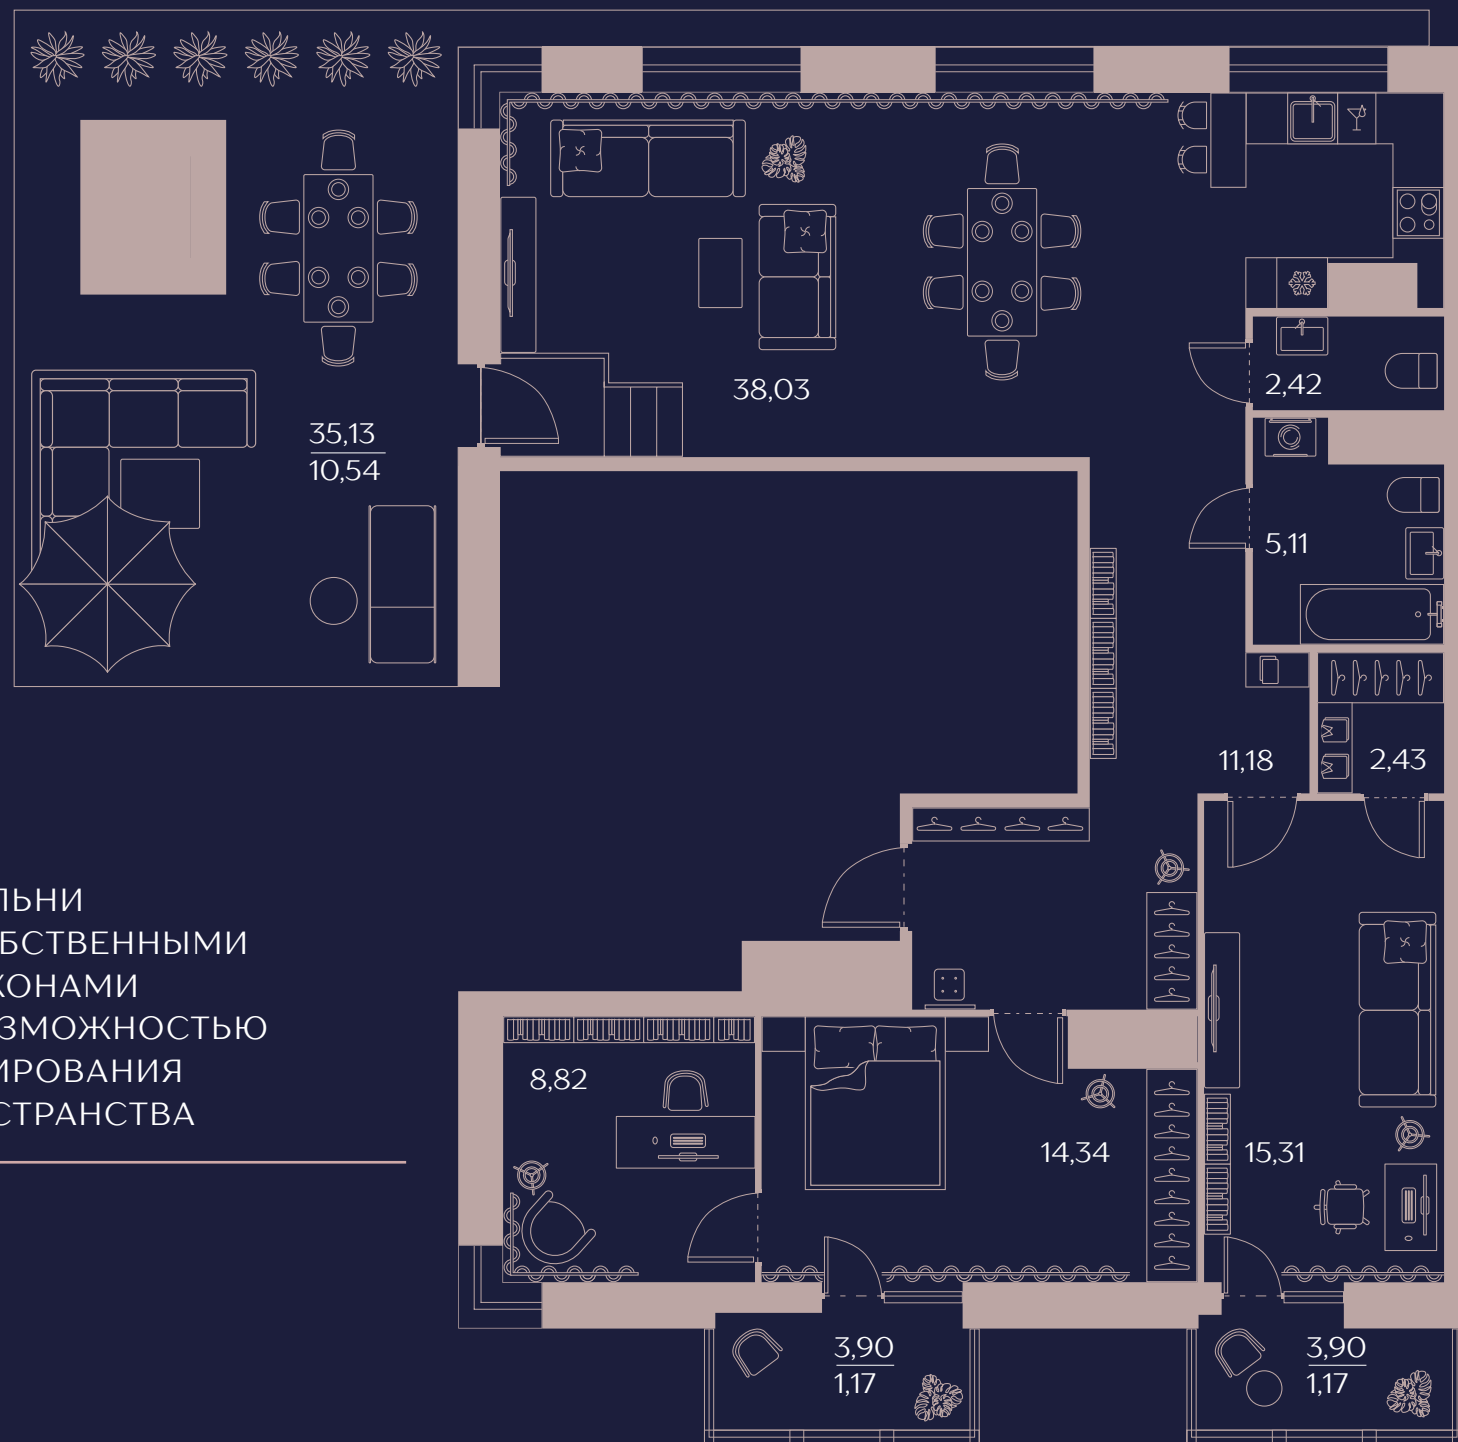 38,03
2,42
35,13
10,54
5,11
11,18
2,43
ЛЬНИ
БСТВЕННЫМИ
КОНАМИ
ЗМОЖНОСТЬЮ
ИРОВАНИЯ
СТРАНСТВА
8,82
14,34
15,31
3,90
1,17
3,90
1,17